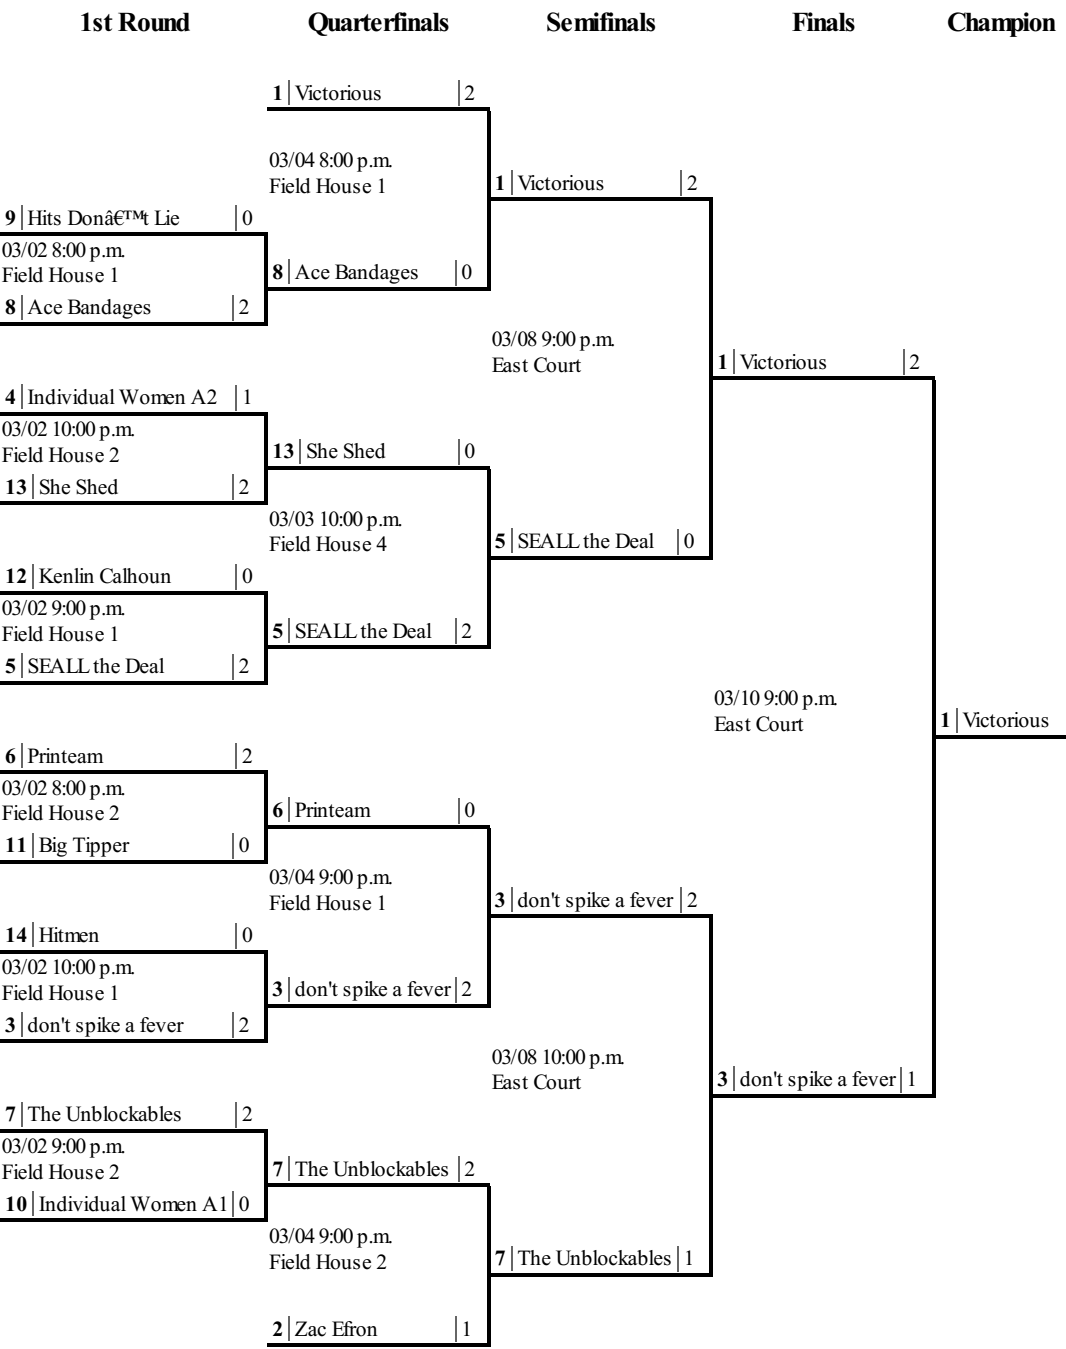 1st Round
Quarterfinals
Semifinals
Finals
Champion
1 Victorious 2
03/04 8:00 p.m.
Field House 1
1 Victorious 2
9 Hits Donâ€™t Lie 0
03/02 8:00 p.m.
Field House 1
8 Ace Bandages 0
8 Ace Bandages 2
03/08 9:00 p.m.
East Court
1 Victorious 2
4 Individual Women A2 1
03/02 10:00 p.m.
Field House 2
13 She Shed 0
13 She Shed 2
03/03 10:00 p.m.
Field House 4
5 SEALL the Deal 0
12 Kenlin Calhoun 0
03/02 9:00 p.m.
Field House 1
5 SEALL the Deal 2
5 SEALL the Deal 2
03/10 9:00 p.m.
East Court
1 Victorious
6 Printeam 2
03/02 8:00 p.m.
Field House 2
6 Printeam 0
11 Big Tipper 0
03/04 9:00 p.m.
Field House 1
3 don't spike a fever 2
14 Hitmen 0
03/02 10:00 p.m.
Field House 1
3 don't spike a fever 2
3 don't spike a fever 2
03/08 10:00 p.m.
East Court
3 don't spike a fever 1
7 The Unblockables 2
03/02 9:00 p.m.
Field House 2
7 The Unblockables 2
10 Individual Women A1 0
03/04 9:00 p.m.
Field House 2
7 The Unblockables 1
2 Zac Efron 1